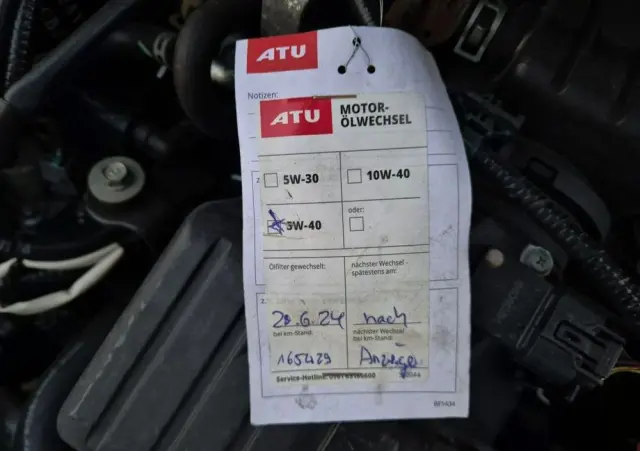 ATU
Notizen:
ATU MOTOR-
ÖLWECHSEL
5W-30 10W-40
5W-40 oder:
Ölfilter gewechselt: nächster Wechsel
spätestens am:
28.6.24 nach
bei km-Stand: nächster Wechsel
bei km-Stand:
165429 Anzeige
Service-Hotline: